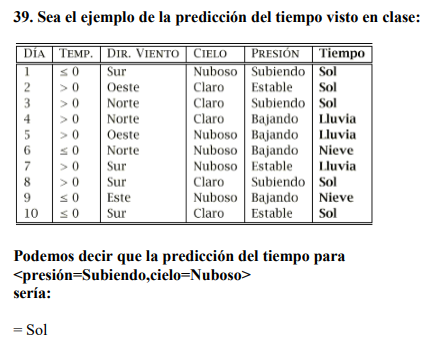 39. Sea el ejemplo de la predicción del tiempo visto en clase:
DÍA TEMP. DIR. VIENTO CIELO PRESIÓN Tiempo
1 ≤ 0 Sur Nuboso Subiendo Sol
2 > 0 Oeste Claro Estable Sol
3 > 0 Norte Claro Subiendo Sol
4 > 0 Norte Claro Bajando Lluvia
5 > 0 Oeste Nuboso Bajando Lluvia
6 ≤ 0 Norte Nuboso Bajando Nieve
7 > 0 Sur Nuboso Estable Lluvia
8 > 0 Sur Claro Subiendo Sol
9 ≤ 0 Este Nuboso Bajando Nieve
10 ≤ 0 Sur Claro Estable Sol
Podemos decir que la predicción del tiempo para
<presión=Subiendo,cielo=Nuboso>
sería:
= Sol